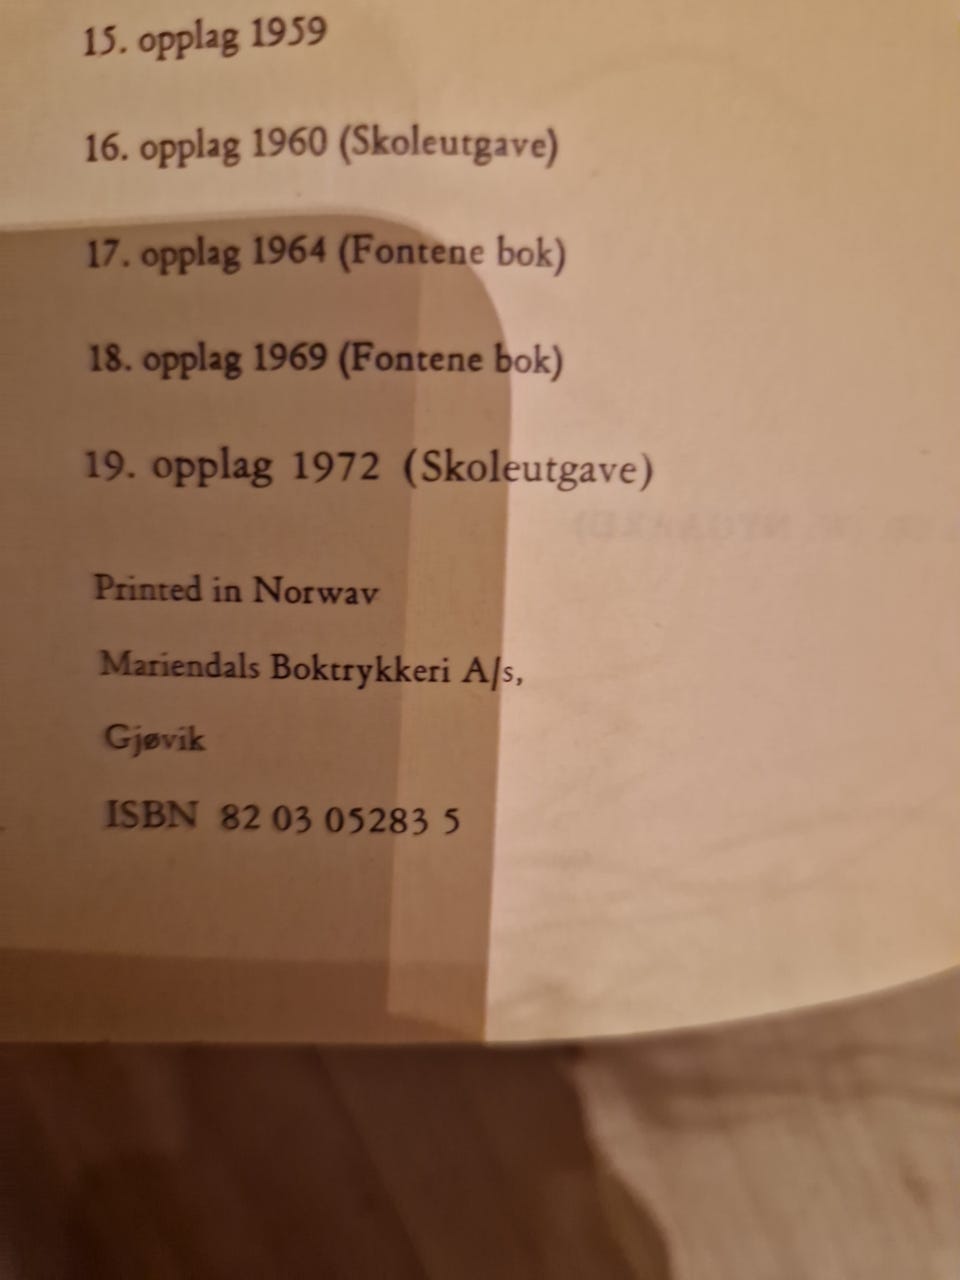 15. opplag 1959
16. opplag 1960 (Skoleutgave)
17. opplag 1964 (Fontene bok)
18. opplag 1969 (Fontene bok)
19. opplag 1972 (Skoleutgave)
Printed in Norway
Mariendals Boktrykkeri A/s,
Gjøvik
ISBN 82 03 05283 5